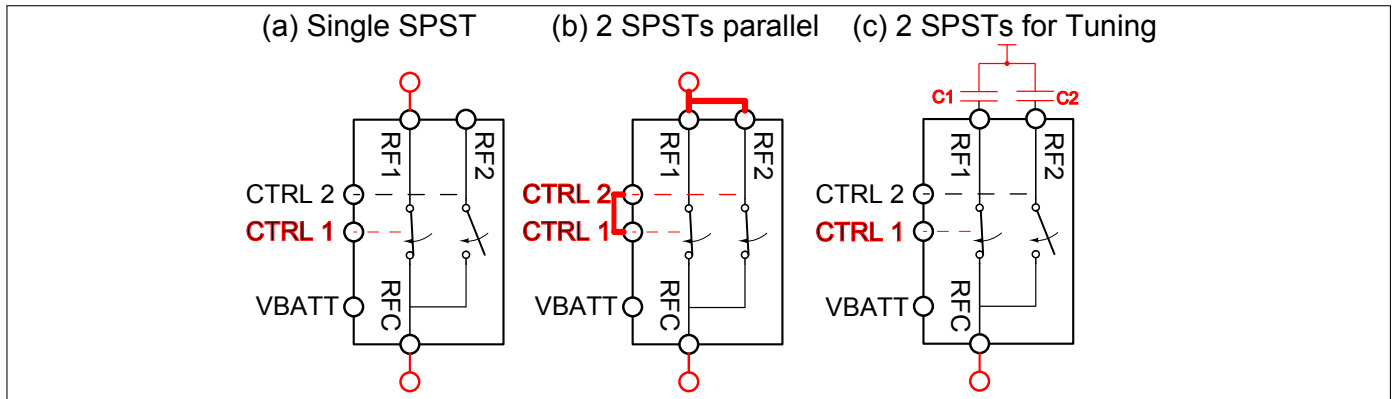 (a) Single SPST (b) 2 SPSTs parallel (c) 2 SPSTs for Tuning
C1 C2
RF1 RF2 RF1 RF2 RF1 RF2
CTRL 2 CTRL 2 CTRL 2
CTRL 1 CTRL 1 CTRL 1
VBATT RFC VBATT RFC VBATT RFC